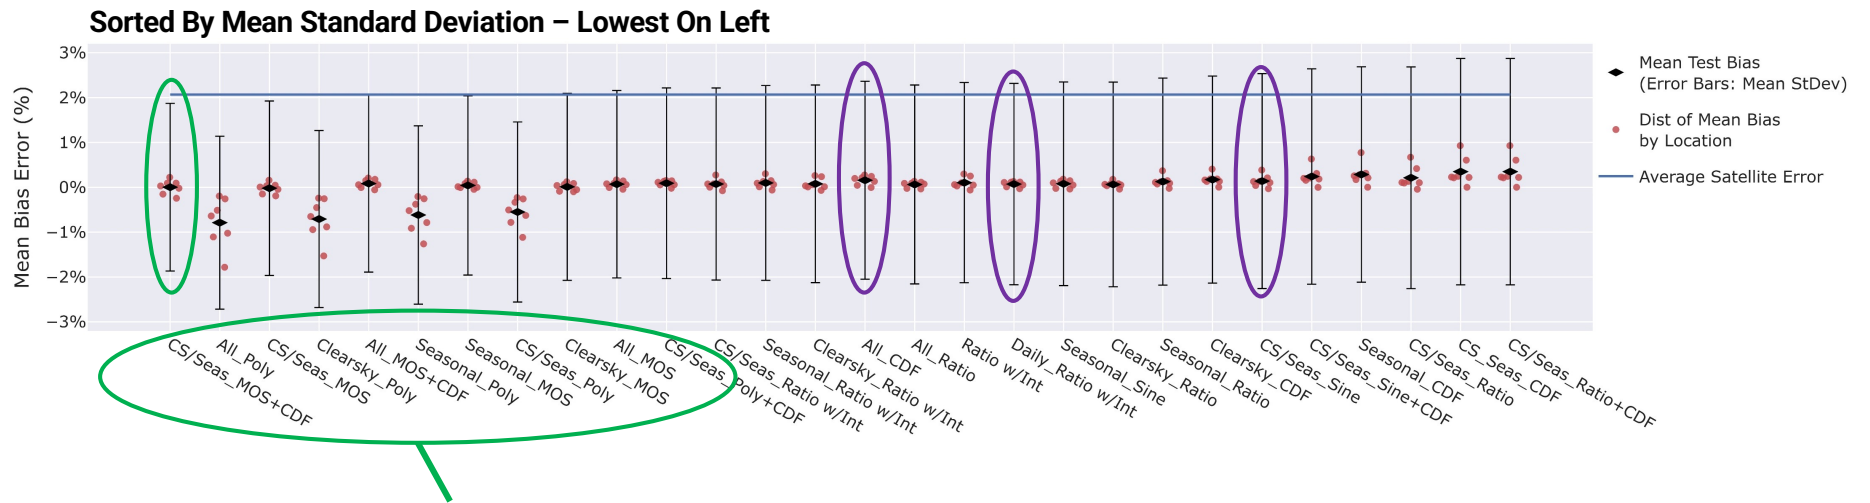 Sorted By Mean Standard Deviation – Lowest On Left
Mean Bias Error (%)
3%
2%
1%
0%
−1%
−2%
−3%
CS/Seas_MOS+CDF
All_Poly
CS/Seas_MOS
Clearsky_Poly
All_MOS+CDF
Seasonal_Poly
Seasonal_MOS
CS/Seas_Poly
Clearsky_MOS
All_MOS
CS/Seas_Poly+CDF
CS/Seas_Ratio w/Int
Seasonal_Ratio w/Int
Clearsky_Ratio w/Int
All_CDF
All_Ratio
Ratio w/Int
Daily_Ratio w/Int
Seasonal_Sine
Clearsky_Ratio
Seasonal_Ratio
Clearsky_CDF
CS/Seas_Sine
CS/Seas_Sine+CDF
Seasonal_CDF
CS/Seas_Ratio
CS_Seas_CDF
CS/Seas_Ratio+CDF
Mean Test Bias
(Error Bars: Mean StDev)
Dist of Mean Bias
by Location
Average Satellite Error